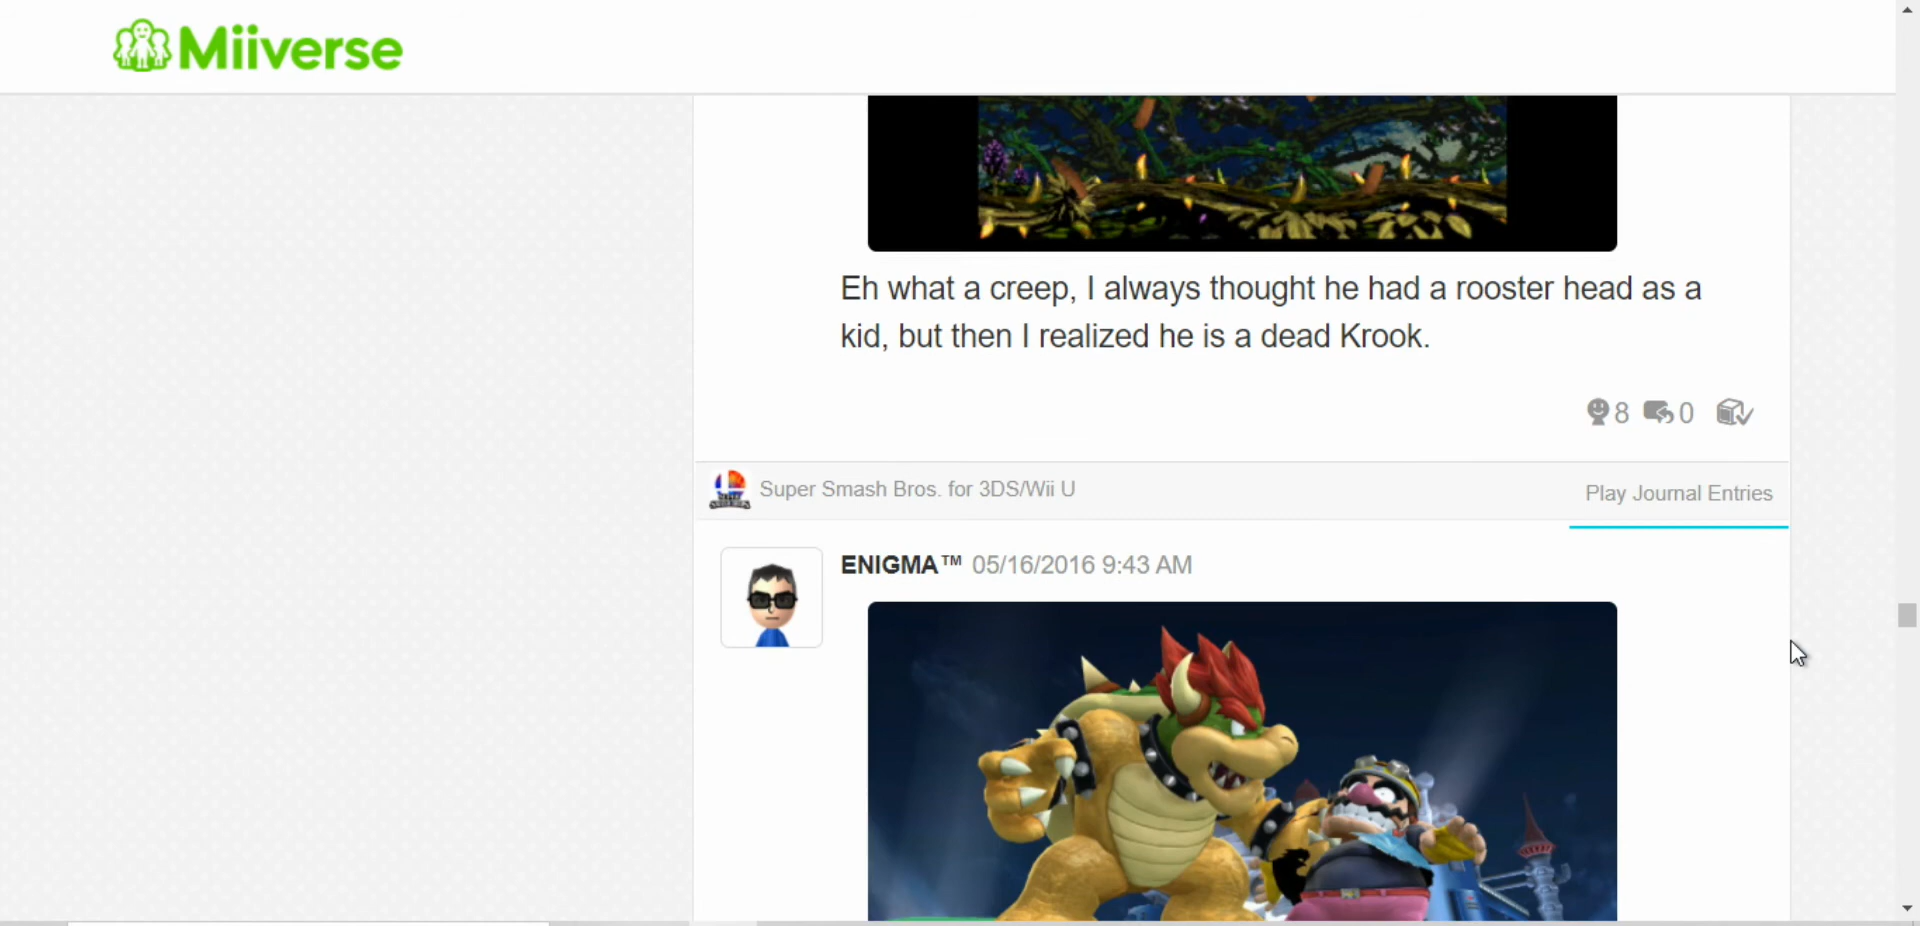 Miiverse
Eh what a creep, I always thought he had a rooster head as a
kid, but then I realized he is a dead Krook.
8 0
Super Smash Bros. for 3DS/Wii U
Play Journal Entries
ENIGMA™ 05/16/2016 9:43 AM